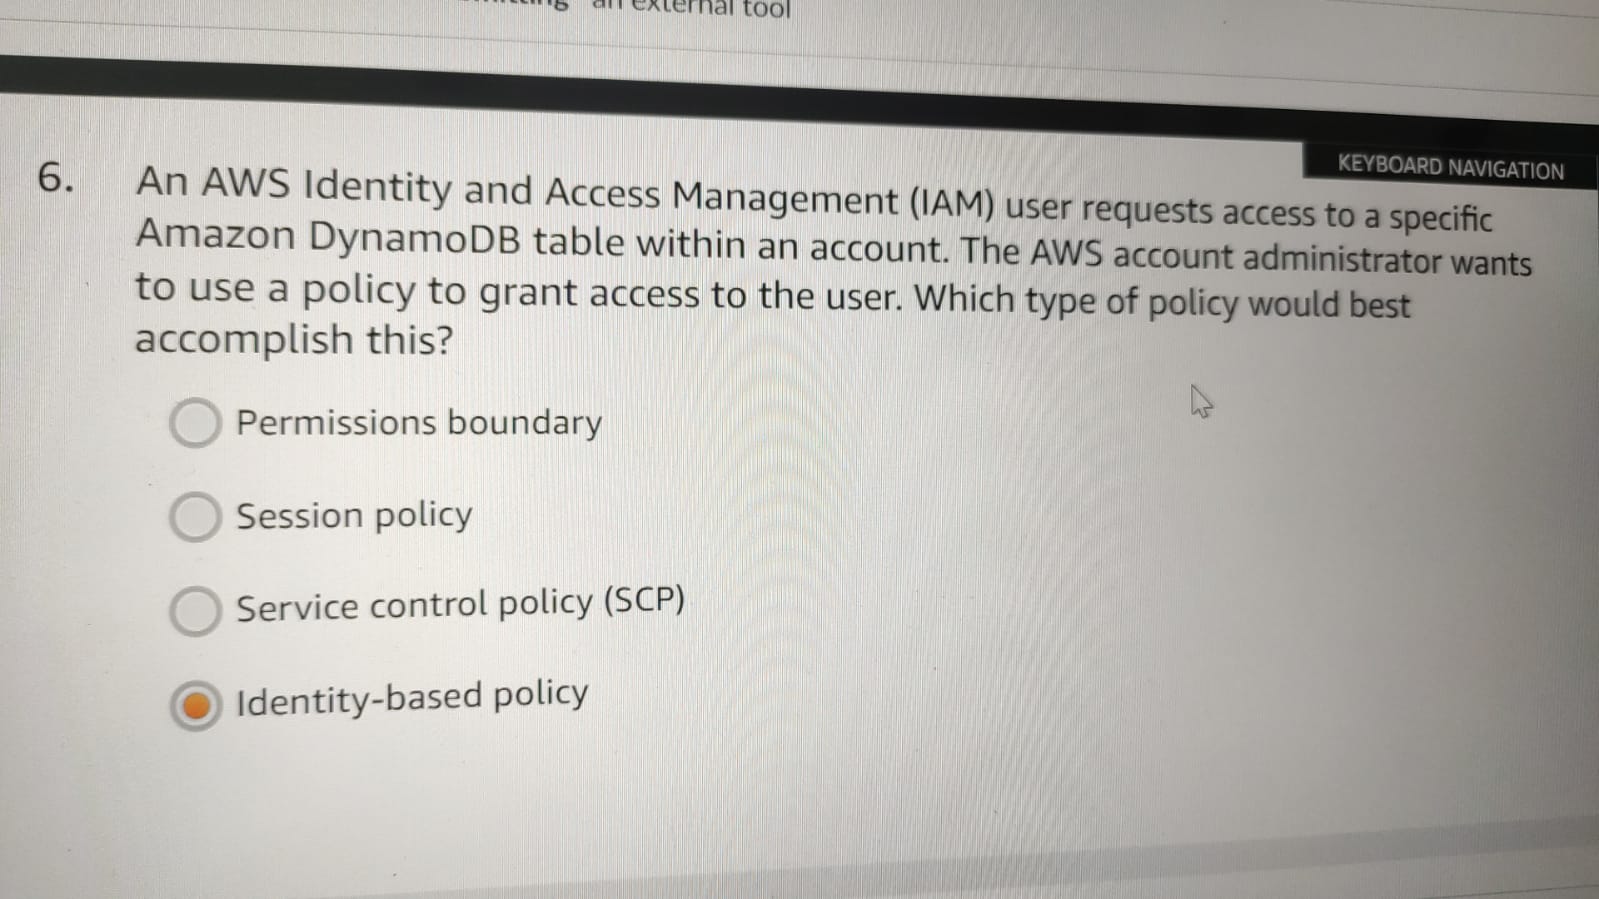 an external tool
KEYBOARD NAVIGATION
6. An AWS Identity and Access Management (IAM) user requests access to a specific
Amazon DynamoDB table within an account. The AWS account administrator wants
to use a policy to grant access to the user. Which type of policy would best
accomplish this?
Permissions boundary
Session policy
Service control policy (SCP)
Identity-based policy